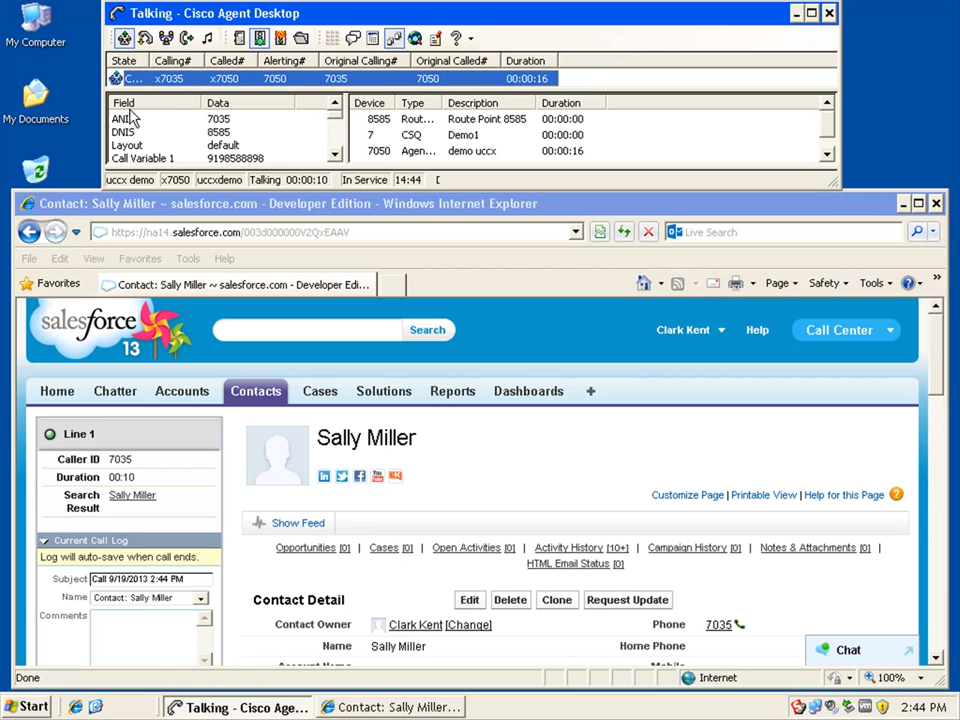 My Computer
My Documents
Talking - Cisco Agent Desktop
State Calling# Called# Alerting# Original Calling# Original Called# Duration
C... x7035 x7050 7050 7035 7050 00:00:16
Field Data
ANI 7035
DNIS 8585
Layout default
Call Variable 1 9198588898
Device Type Description Duration
8585 Rout... Route Point 8585 00:00:00
7 CSQ Demo1 00:00:00
7050 Agen... demo uccx 00:00:16
uccx demo x7050 uccxdemo Talking 00:00:10 In Service 14:44
Contact: Sally Miller ~ salesforce.com - Developer Edition - Windows Internet Explorer
https://na14.salesforce.com/003d000000V2QxEAAV
Live Search
File Edit View Favorites Tools Help
Favorites Contact: Sally Miller ~ salesforce.com - Developer Edi...
Page Safety Tools
salesforce
13
Search
Clark Kent Help Call Center
Home Chatter Accounts Contacts Cases Solutions Reports Dashboards +
Line 1
Caller ID 7035
Duration 00:10
Search Result Sally Miller
Current Call Log
Log will auto-save when call ends.
Subject Call 9/19/2013 2:44 PM
Name Contact: Sally Miller
Comments
Sally Miller
Customize Page | Printable View | Help for this Page
Show Feed
Opportunities [0] | Cases [0] | Open Activities [0] | Activity History [10+] | Campaign History [0] | Notes & Attachments [0] |
HTML Email Status [0]
Contact Detail Edit Delete Clone Request Update
Contact Owner Clark Kent [Change] Phone 7035
Name Sally Miller Home Phone
Chat
Done Internet 100%
Start Talking - Cisco Age... Contact: Sally Miller... 2:44 PM